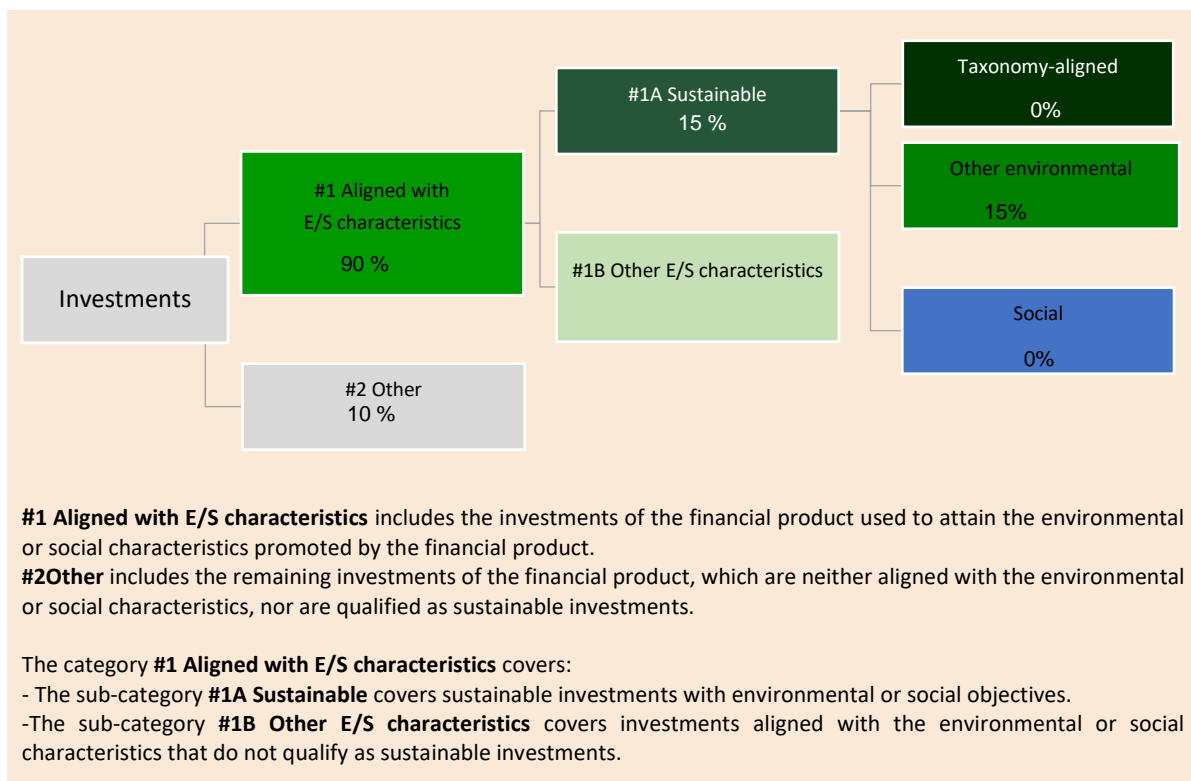 Investments
#1 Aligned with
E/S characteristics
90 %
#2 Other
10 %
#1A Sustainable
15 %
#1B Other E/S characteristics
Taxonomy-aligned
0%
Other environmental
15%
Social
0%
#1 Aligned with E/S characteristics includes the investments of the financial product used to attain the environmental
or social characteristics promoted by the financial product.
#2Other includes the remaining investments of the financial product, which are neither aligned with the environmental
or social characteristics, nor are qualified as sustainable investments.
The category #1 Aligned with E/S characteristics covers:
- The sub-category #1A Sustainable covers sustainable investments with environmental or social objectives.
-The sub-category #1B Other E/S characteristics covers investments aligned with the environmental or social
characteristics that do not qualify as sustainable investments.